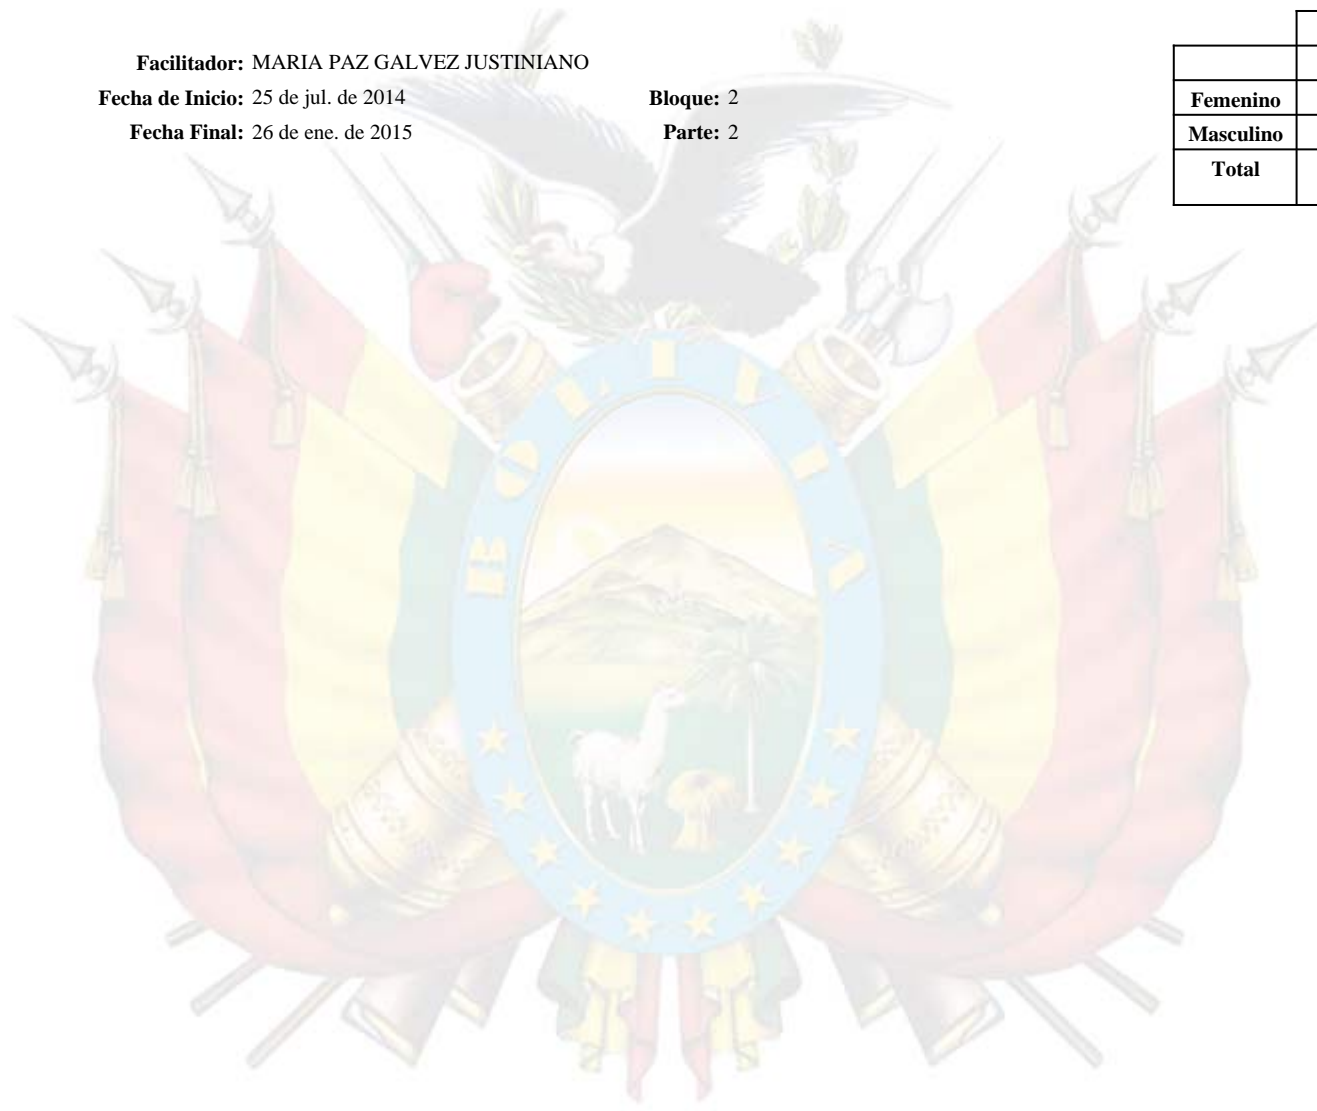 Facilitador: MARIA PAZ GALVEZ JUSTINIANO
Fecha de Inicio: 25 de jul. de 2014 Bloque: 2
Fecha Final: 26 de ene. de 2015 Parte: 2
Femenino
Masculino
Total
BOLIVIA